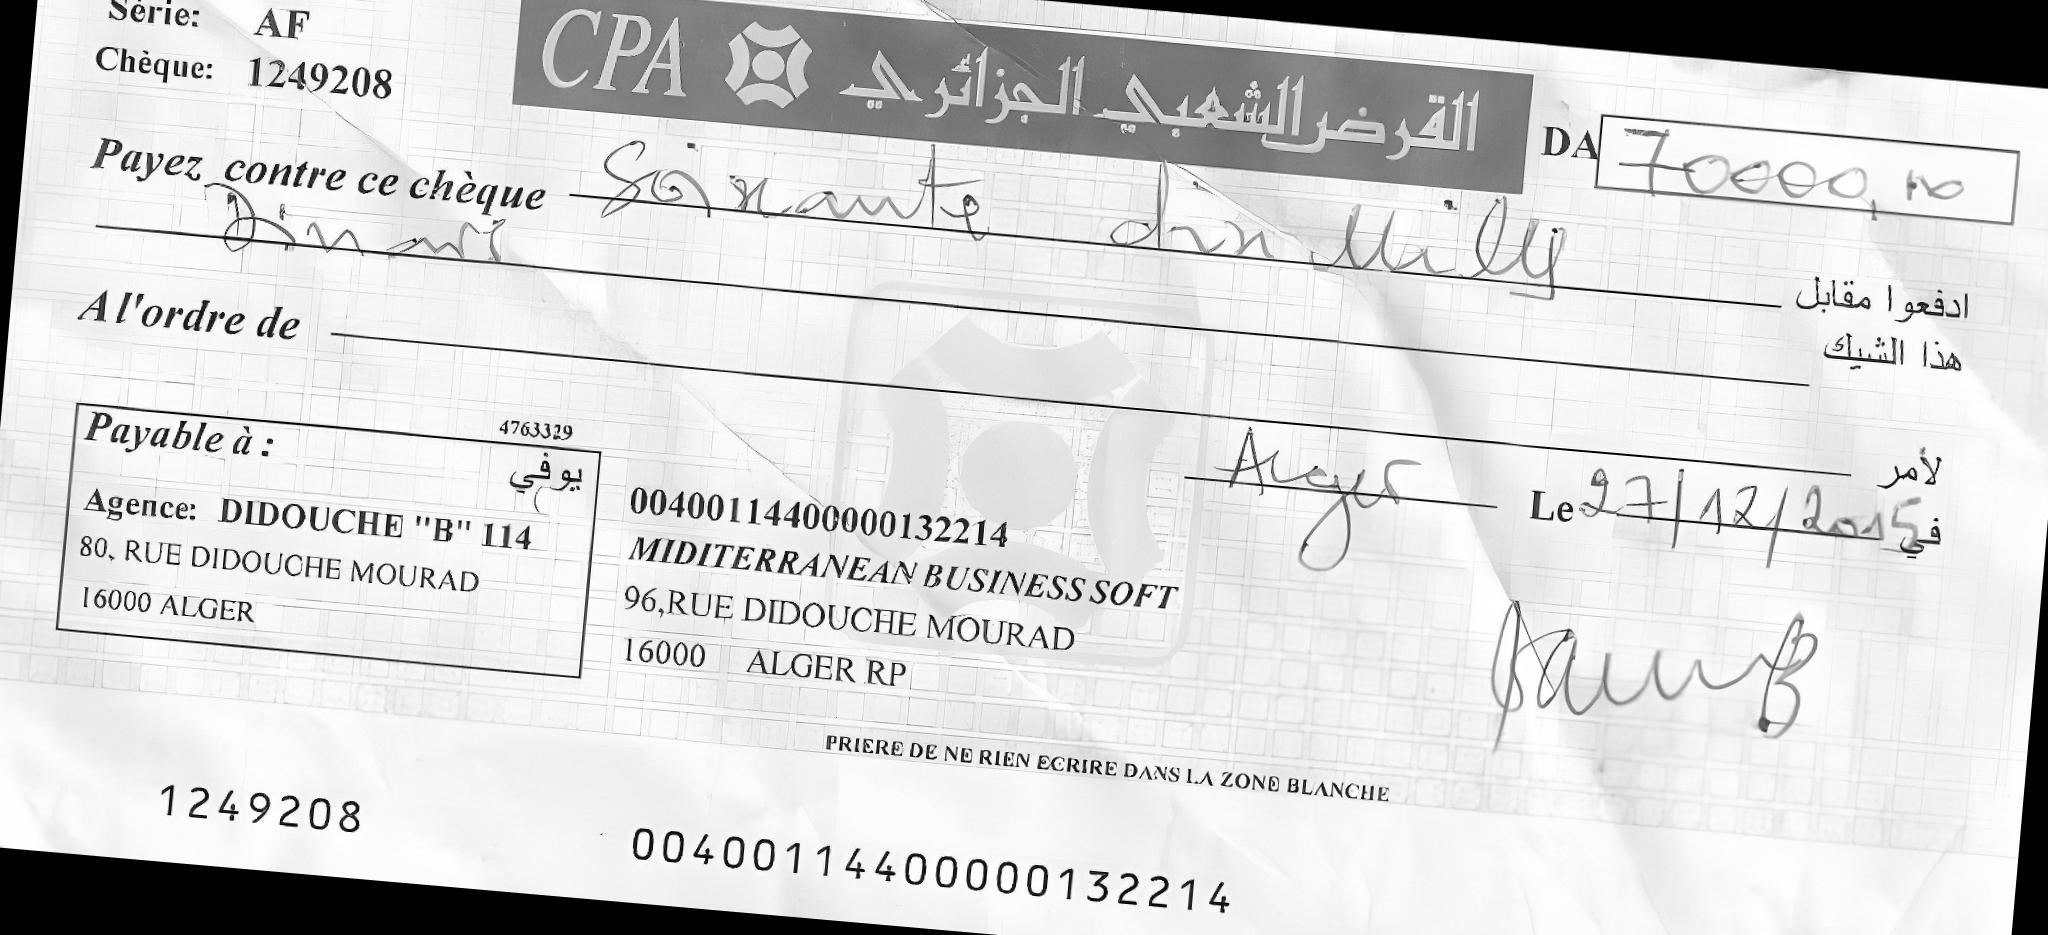 Série: AF
Chèque: 1249208
CPA القرض الشعبي الجزائري
DA 70000,00
Payez contre ce chèque Soixante dix Mille
ادفعوا مقابل
Dinars
هذا الشيك
A l'ordre de
لأمر
Payable à :
4763329
يوفي
Agence: DIDOUCHE "B" 114
80, RUE DIDOUCHE MOURAD
16000 ALGER
00400114400000132214
MIDITERRANEAN BUSINESS SOFT
96,RUE DIDOUCHE MOURAD
16000 ALGER RP
Alger Le 27/12/2015 في
PRIERE DE NE RIEN ECRIRE DANS LA ZONE BLANCHE
1249208
00400114400000132214